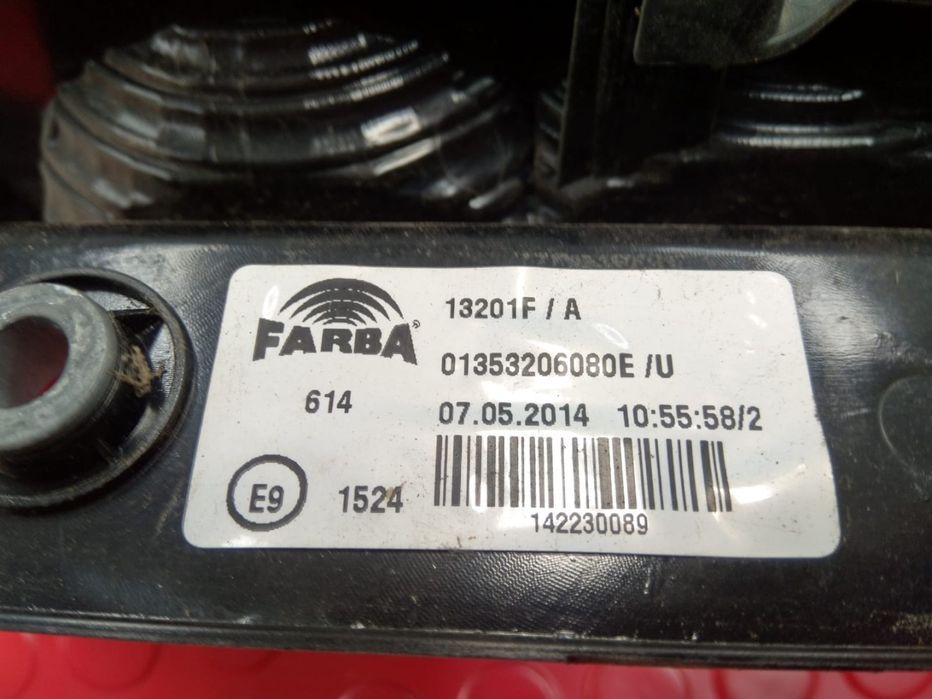 FARBA®
13201F / A
01353206080E /U
614
07.05.2014 10:55:58/2
E9
1524
142230089